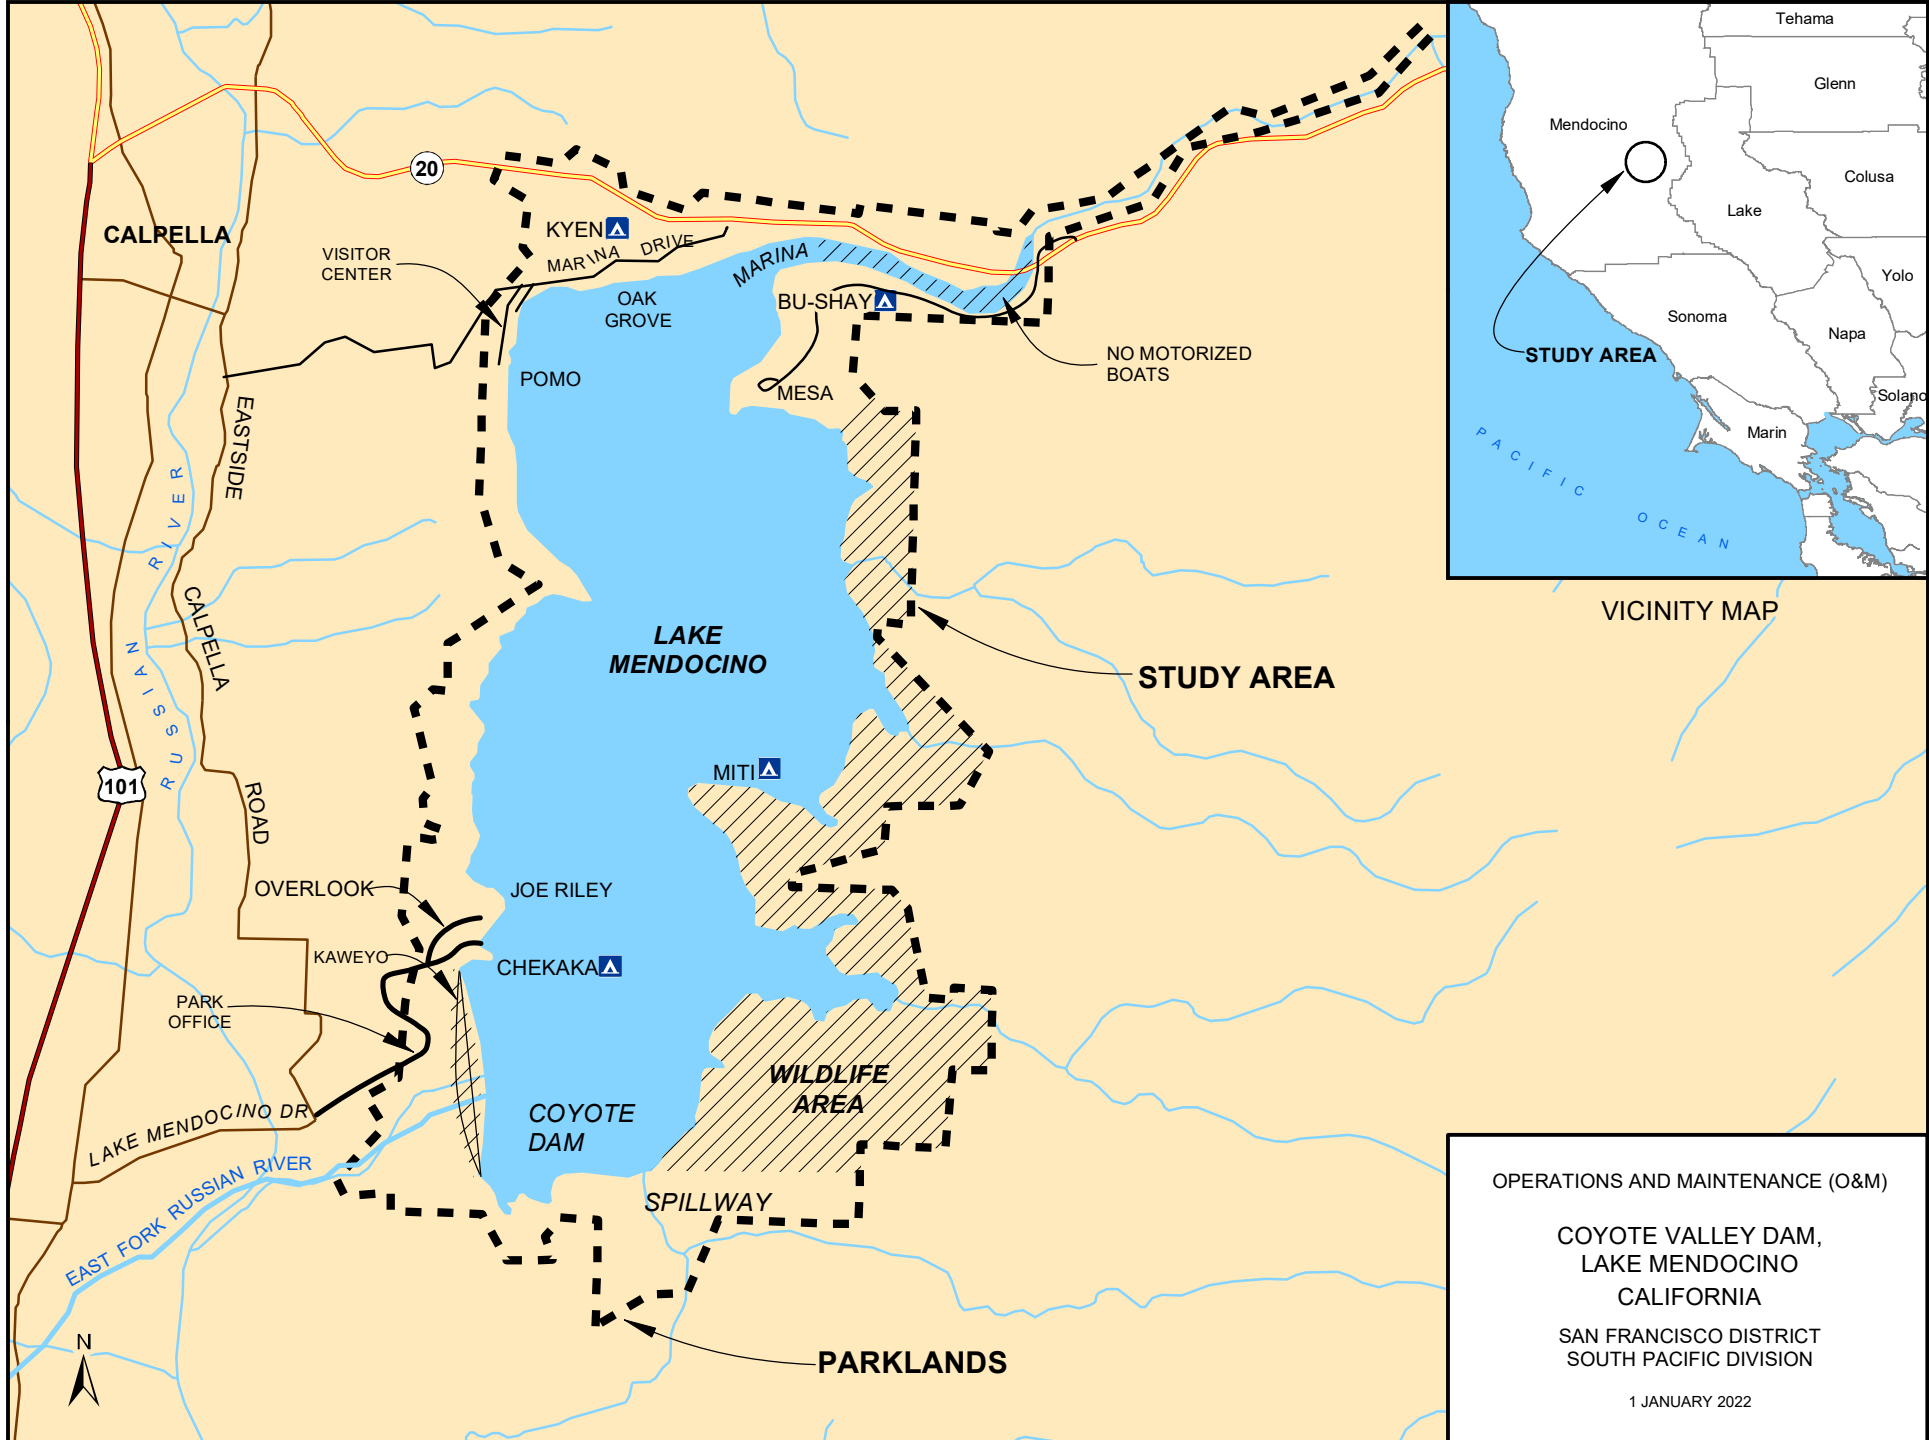 20
CALPELLA
VISITOR
CENTER
KYEN
MARINA DRIVE
MARINA
OAK
GROVE
BU-SHAY
NO MOTORIZED
BOATS
POMO
MESA
EASTSIDE
CALPELLA
ROAD
RUSSIAN RIVER
LAKE
MENDOCINO
STUDY AREA
MITI
101
OVERLOOK
JOE RILEY
KAWEYO
CHEKAKA
PARK
OFFICE
WILDLIFE
AREA
COYOTE
DAM
LAKE MENDOCINO DR
EAST FORK RUSSIAN RIVER
SPILLWAY
PARKLANDS
N
Tehama
Glenn
Mendocino
Colusa
Lake
Yolo
Sonoma
Napa
STUDY AREA
Solano
Marin
PACIFIC
OCEAN
VICINITY MAP
OPERATIONS AND MAINTENANCE (O&M)
COYOTE VALLEY DAM,
LAKE MENDOCINO
CALIFORNIA
SAN FRANCISCO DISTRICT
SOUTH PACIFIC DIVISION
1 JANUARY 2022